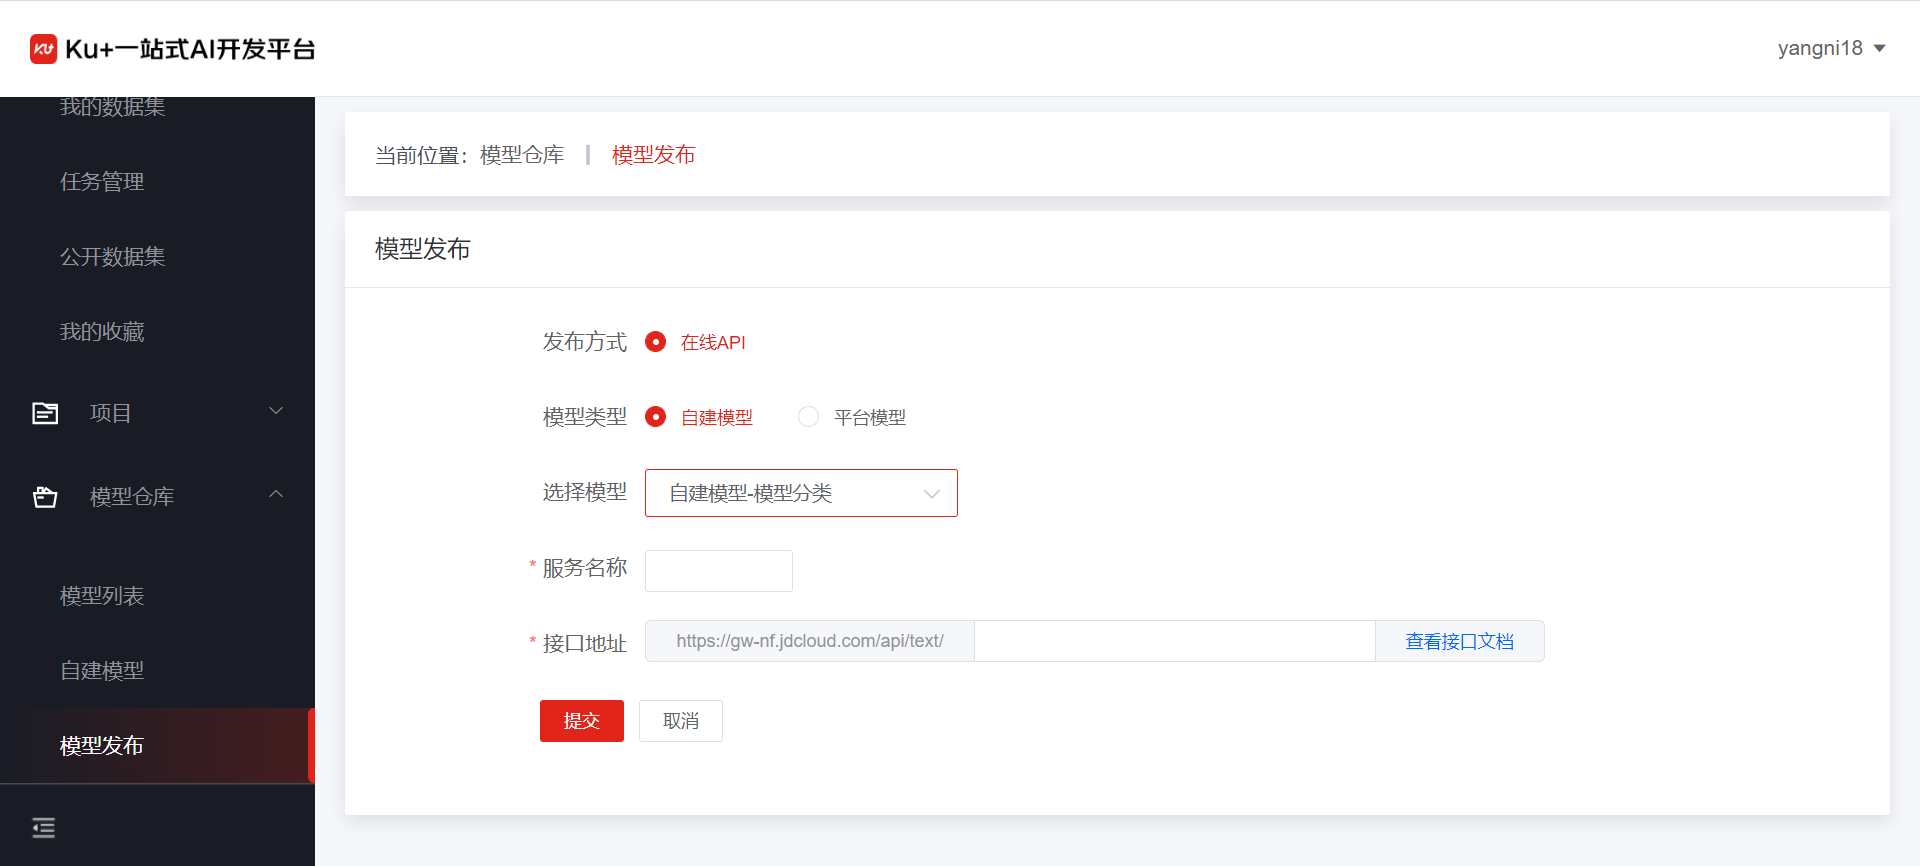 Ku+一站式AI开发平台
yangni18
我的数据集
任务管理
公开数据集
我的收藏
项目
模型仓库
模型列表
自建模型
模型发布
当前位置：模型仓库 | 模型发布
模型发布
发布方式 在线API
模型类型 自建模型 平台模型
选择模型 自建模型-模型分类
* 服务名称
* 接口地址 https://gw-nf.jdcloud.com/api/text/ 查看接口文档
提交 取消